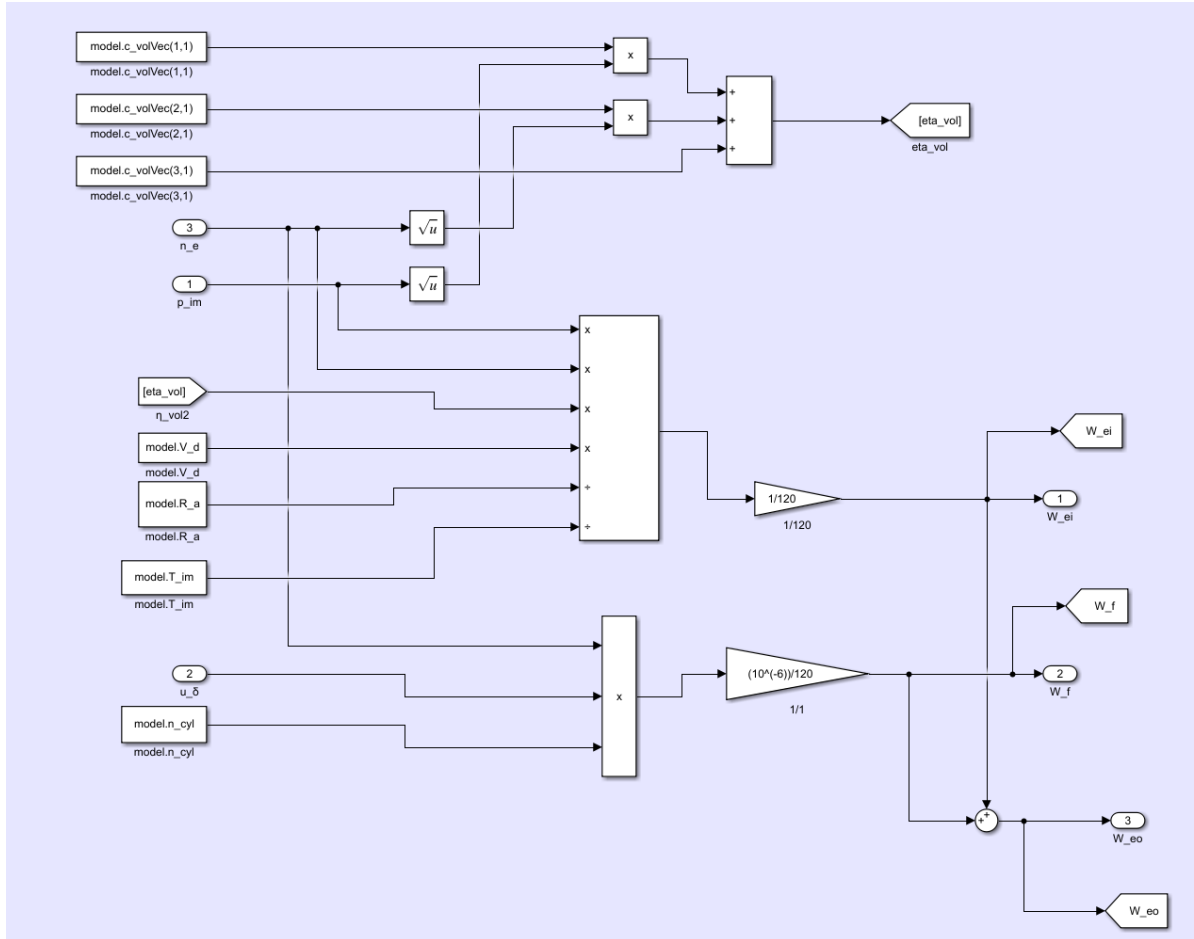 model.c_volVec(1,1)
model.c_volVec(1,1)
x
model.c_volVec(2,1)
model.c_volVec(2,1)
x
+
+
+
[eta_vol]
eta_vol
model.c_volVec(3,1)
model.c_volVec(3,1)
3
n_e
√u
1
p_im
√u
x
x
x
x
÷
÷
[eta_vol]
η_vol2
model.V_d
model.V_d
model.R_a
model.R_a
model.T_im
model.T_im
1/120
1/120
W_ei
1
W_ei
2
u_δ
model.n_cyl
model.n_cyl
x
(10^(-6))/120
1/1
W_f
2
W_f
+
+
3
W_eo
W_eo